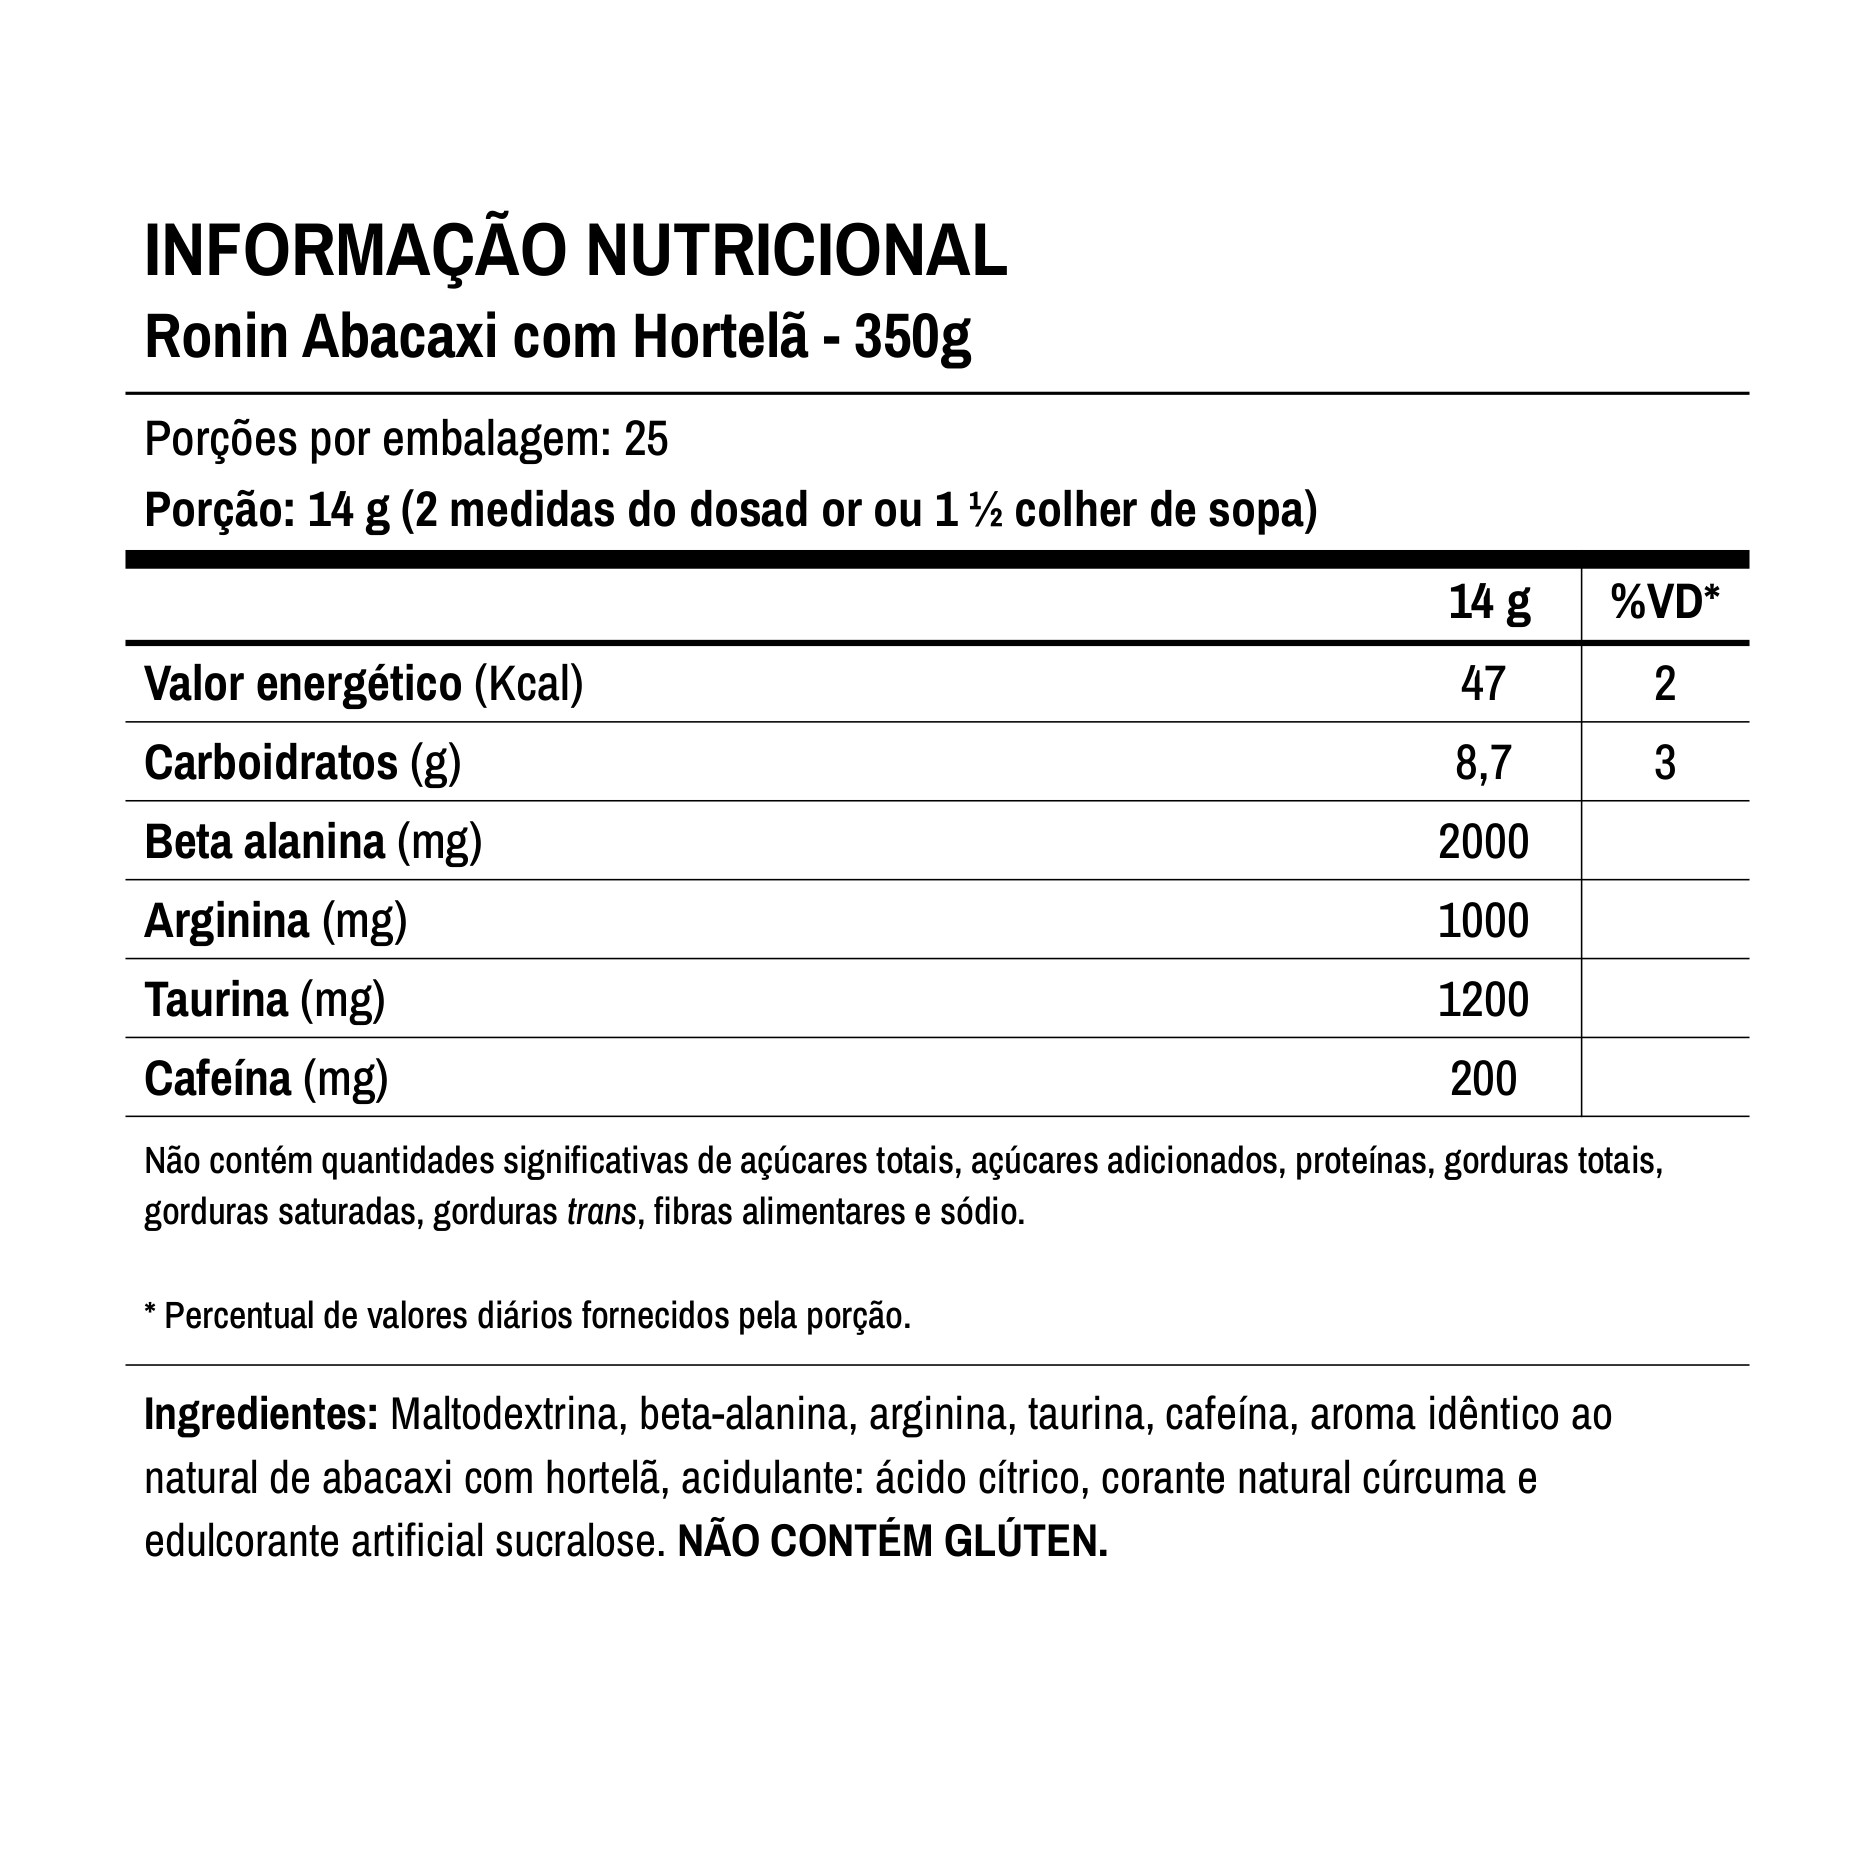 INFORMAÇÃO NUTRICIONAL
Ronin Abacaxi com Hortelã - 350g
Porções por embalagem: 25
Porção: 14 g (2 medidas do dosad or ou 1 ½ colher de sopa)
14 g %VD*
Valor energético (Kcal) 47 2
Carboidratos (g) 8,7 3
Beta alanina (mg) 2000
Arginina (mg) 1000
Taurina (mg) 1200
Cafeína (mg) 200
Não contém quantidades significativas de açúcares totais, açúcares adicionados, proteínas, gorduras totais,
gorduras saturadas, gorduras trans, fibras alimentares e sódio.
* Percentual de valores diários fornecidos pela porção.
Ingredientes: Maltodextrina, beta-alanina, arginina, taurina, cafeína, aroma idêntico ao
natural de abacaxi com hortelã, acidulante: ácido cítrico, corante natural cúrcuma e
edulcorante artificial sucralose. NÃO CONTÉM GLÚTEN.